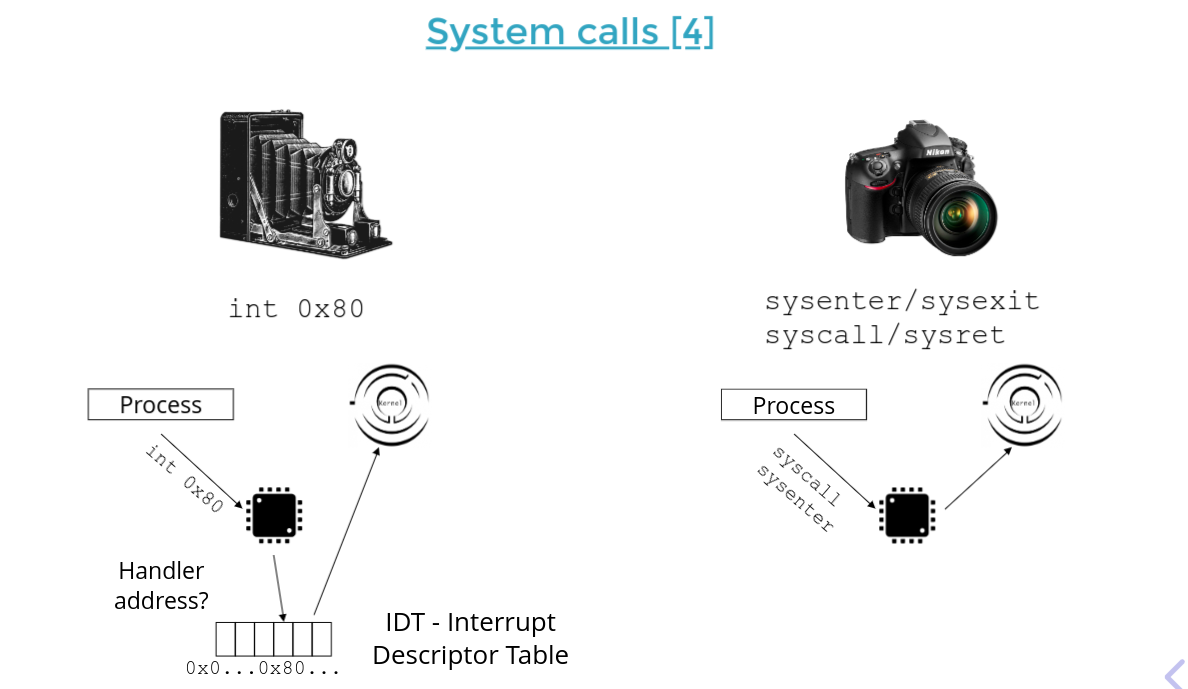 System calls [4]
Nikon
int 0x80
sysenter/sysexit
syscall/sysret
Process
Kernel
int 0x80
Handler
address?
0x0...0x80...
IDT - Interrupt
Descriptor Table
Process
Kernel
syscall
sysenter